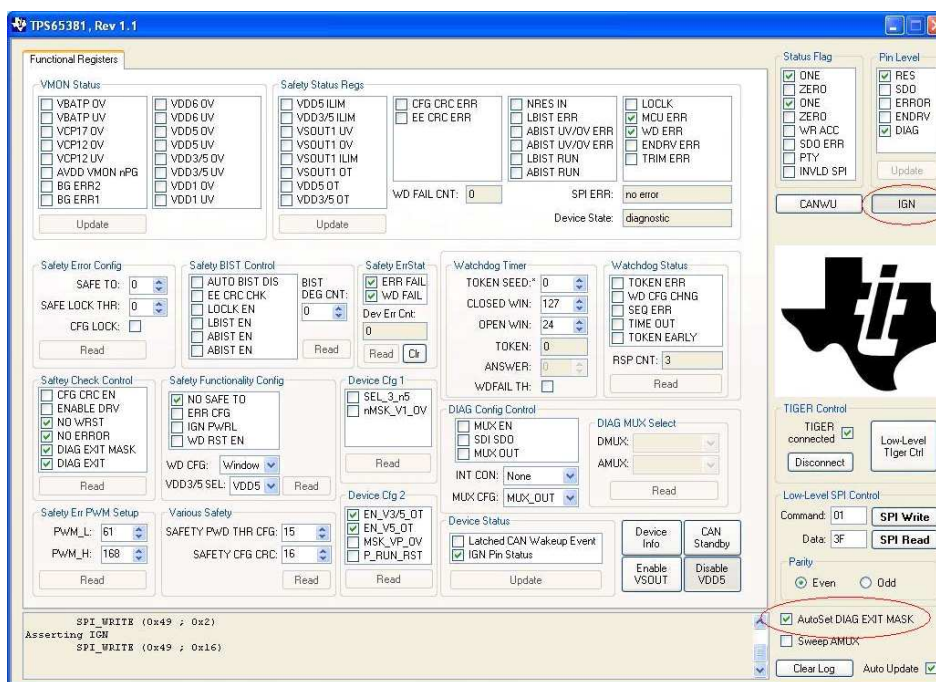 TPS65381, Rev 1.1
Functional Registers
VMON Status
VBATP OV
VBATP UV
VCP17 OV
VCP12 OV
VCP12 UV
AVDD VMON nPG
BG ERR2
BG ERR1
VDD6 OV
VDD6 UV
VDD5 OV
VDD5 UV
VDD3/5 OV
VDD3/5 UV
VDD1 OV
VDD1 UV
Update
Safety Status Regs
VDD5 ILIM
VDD3/5 ILIM
VSOUT1 UV
VSOUT1 OV
VSOUT1 ILIM
VSOUT1 OT
VDD5 OT
VDD3/5 OT
CFG CRC ERR
EE CRC ERR
NRES IN
LBIST ERR
ABIST UV/OV ERR
ABIST UV/OV ERR
LBIST RUN
ABIST RUN
LOCLK
MCU ERR
WD ERR
ENDRV ERR
TRIM ERR
WD FAIL CNT: 0
SPI ERR: no error
Device State: diagnostic
Update
Status Flag
ONE
ZERO
ONE
ZERO
WR ACC
SDO ERR
PTY
INVLD SPI
Pin Level
RES
SDO
ERROR
ENDRV
DIAG
Update
CANWU
IGN
Safety Error Config
SAFE TO: 0
SAFE LOCK THR: 0
CFG LOCK:
Read
Safety BIST Control
AUTO BIST DIS
EE CRC CHK
LOCLK EN
LBIST EN
ABIST EN
ABIST EN
BIST
DEG CNT:
0
Read
Safety ErrStat
ERR FAIL
WD FAIL
Dev Err Cnt:
0
Read
Clr
Watchdog Timer
TOKEN SEED:* 0
CLOSED WIN: 127
OPEN WIN: 24
TOKEN: 0
ANSWER: 0
WDFAIL TH:
Watchdog Status
TOKEN ERR
WD CFG CHNG
SEQ ERR
TIME OUT
TOKEN EARLY
RSP CNT: 3
Read
Saftey Check Control
CFG CRC EN
ENABLE DRV
NO WRST
NO ERROR
DIAG EXIT MASK
DIAG EXIT
Read
Safety Functionality Config
NO SAFE TO
ERR CFG
IGN PWRL
WD RST EN
WD CFG: Window
VDD3/5 SEL: VDD5
Read
Device Cfg 1
SEL_3_n5
nMSK_V1_OV
Read
DIAG Config Control
MUX EN
SDI SDO
MUX OUT
INT CON: None
MUX CFG: MUX_OUT
DIAG MUX Select
DMUX:
AMUX:
Read
TIGER Control
TIGER
connected
Disconnect
Low-Level
TIger Ctrl
Safety Err PWM Setup
PWM_L: 61
PWM_H: 168
Read
Various Safety
SAFETY PWD THR CFG: 15
SAFETY CFG CRC: 16
Read
Device Cfg 2
EN_V3/5_OT
EN_V5_OT
MSK_VP_OV
P_RUN_RST
Read
Device Status
Latched CAN Wakeup Event
IGN Pin Status
Update
Device
Info
CAN
Standby
Enable
VSOUT
Disable
VDD5
Low-Level SPI Control
Command: 01
SPI Write
Data: 3F
SPI Read
Parity
Even
Odd
AutoSet DIAG EXIT MASK
Sweep AMUX
Clear Log
Auto Update
SPI_WRITE (0x49 ; 0x2)
Asserting IGN
SPI_WRITE (0x49 ; 0x16)